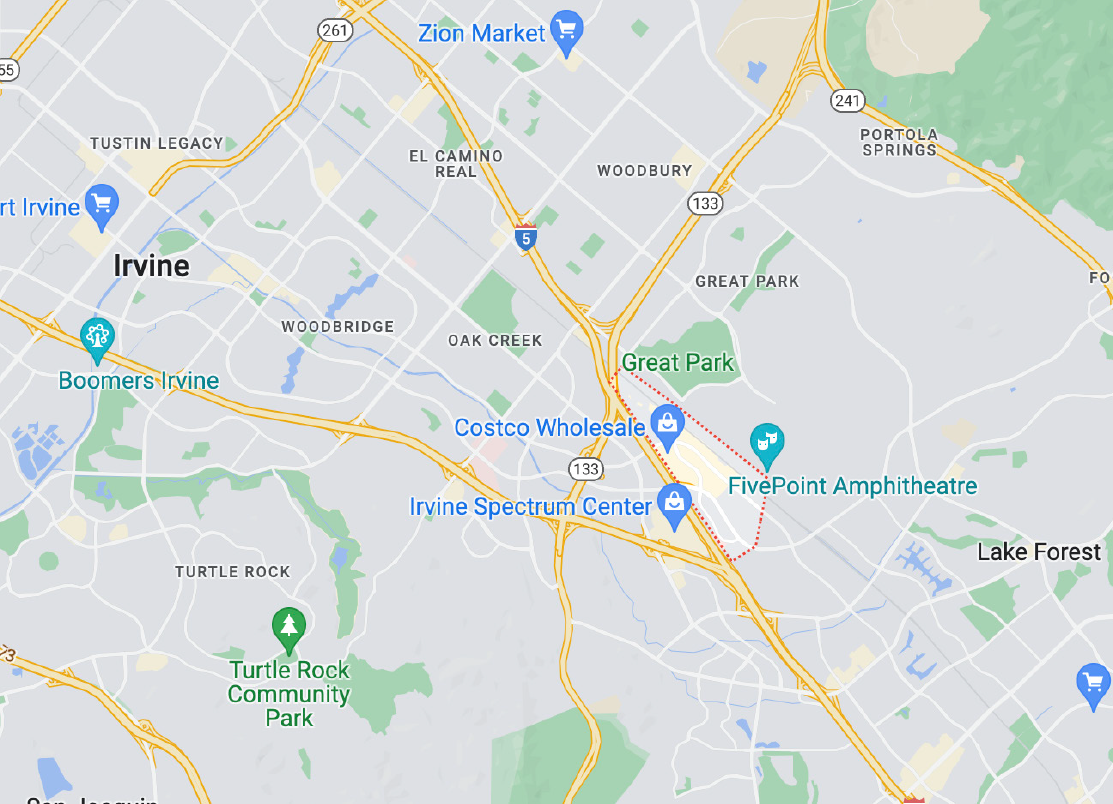 261
Zion Market
55
241
TUSTIN LEGACY
EL CAMINO
REAL
WOODBURY
PORTOLA
SPRINGS
rt Irvine
133
5
Irvine
GREAT PARK
FO
WOODBRIDGE
OAK CREEK
Great Park
Boomers Irvine
Costco Wholesale
133
FivePoint Amphitheatre
Irvine Spectrum Center
Lake Forest
TURTLE ROCK
73
Turtle Rock
Community
Park
San Joaquin